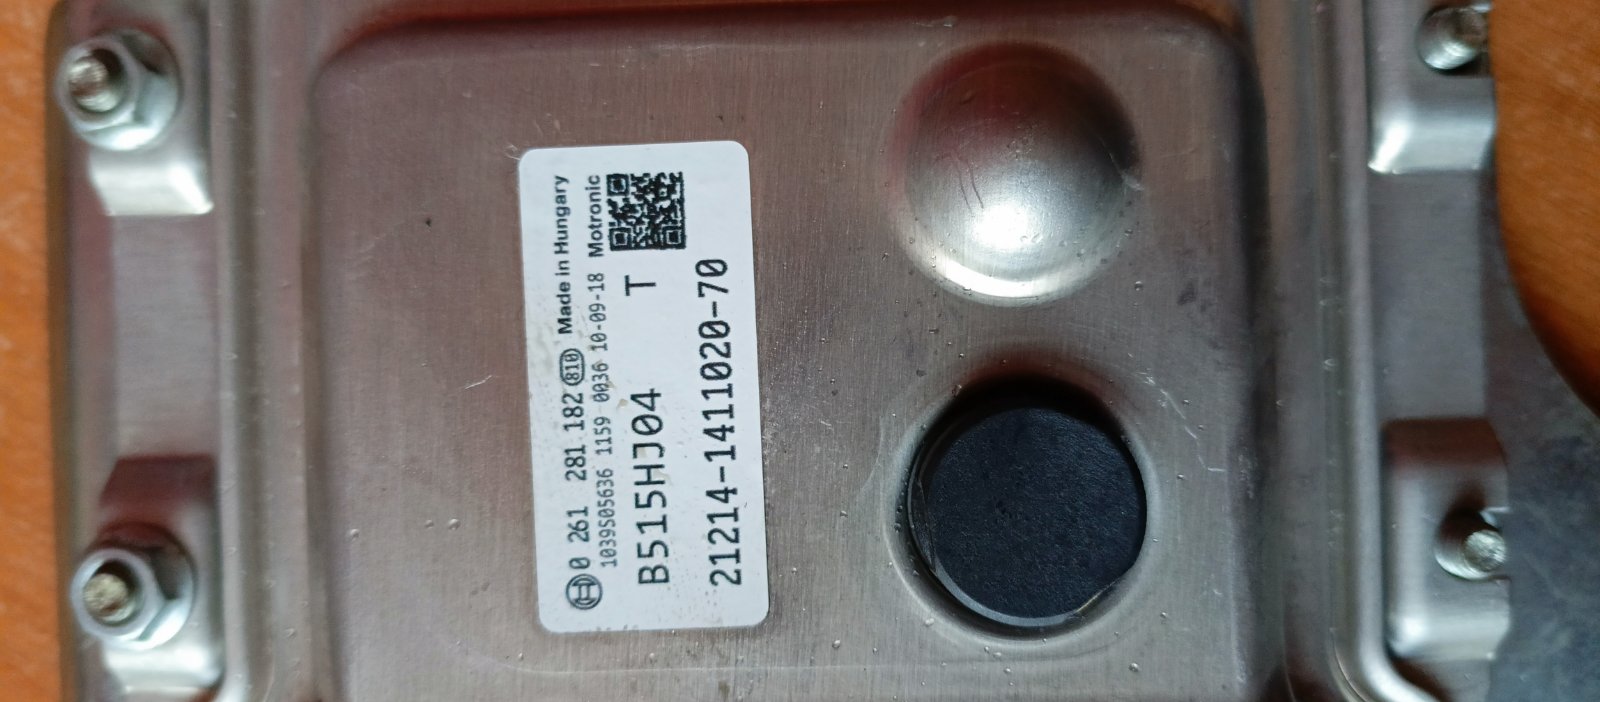 0 261 281 182 810 Made in Hungary
1039S05636 1159 0036 10-09-18 Motronic
B515HJ04 T
21214-1411020-70